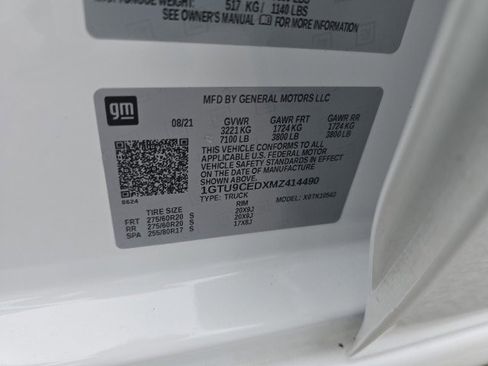 517 KG/ 1140 LBS
SEE OWNER'S MANUAL FOR MORE INFORMATION
gm
MFD BY GENERAL MOTORS LLC
08/21 GVWR GAWR FRT GAWR RR
3221 KG 1724 KG 1724 KG
7100 LB 3800 LB 3800 LB
THIS VEHICLE CONFORMS TO ALL
APPLICABLE U.S. FEDERAL MOTOR
VEHICLE SAFETY STANDARDS IN EFFECT ON
THE DATE OF MANUFACTURE SHOWN ABOVE.
1GTU9CEDXMZ414490
TYPE: TRUCK MODEL:
TIRE SIZE RIM
FRT 275/60R20 S 20X9J
RR 275/60R20 S 20X9J
SPA 255/80R17 S 17X8J